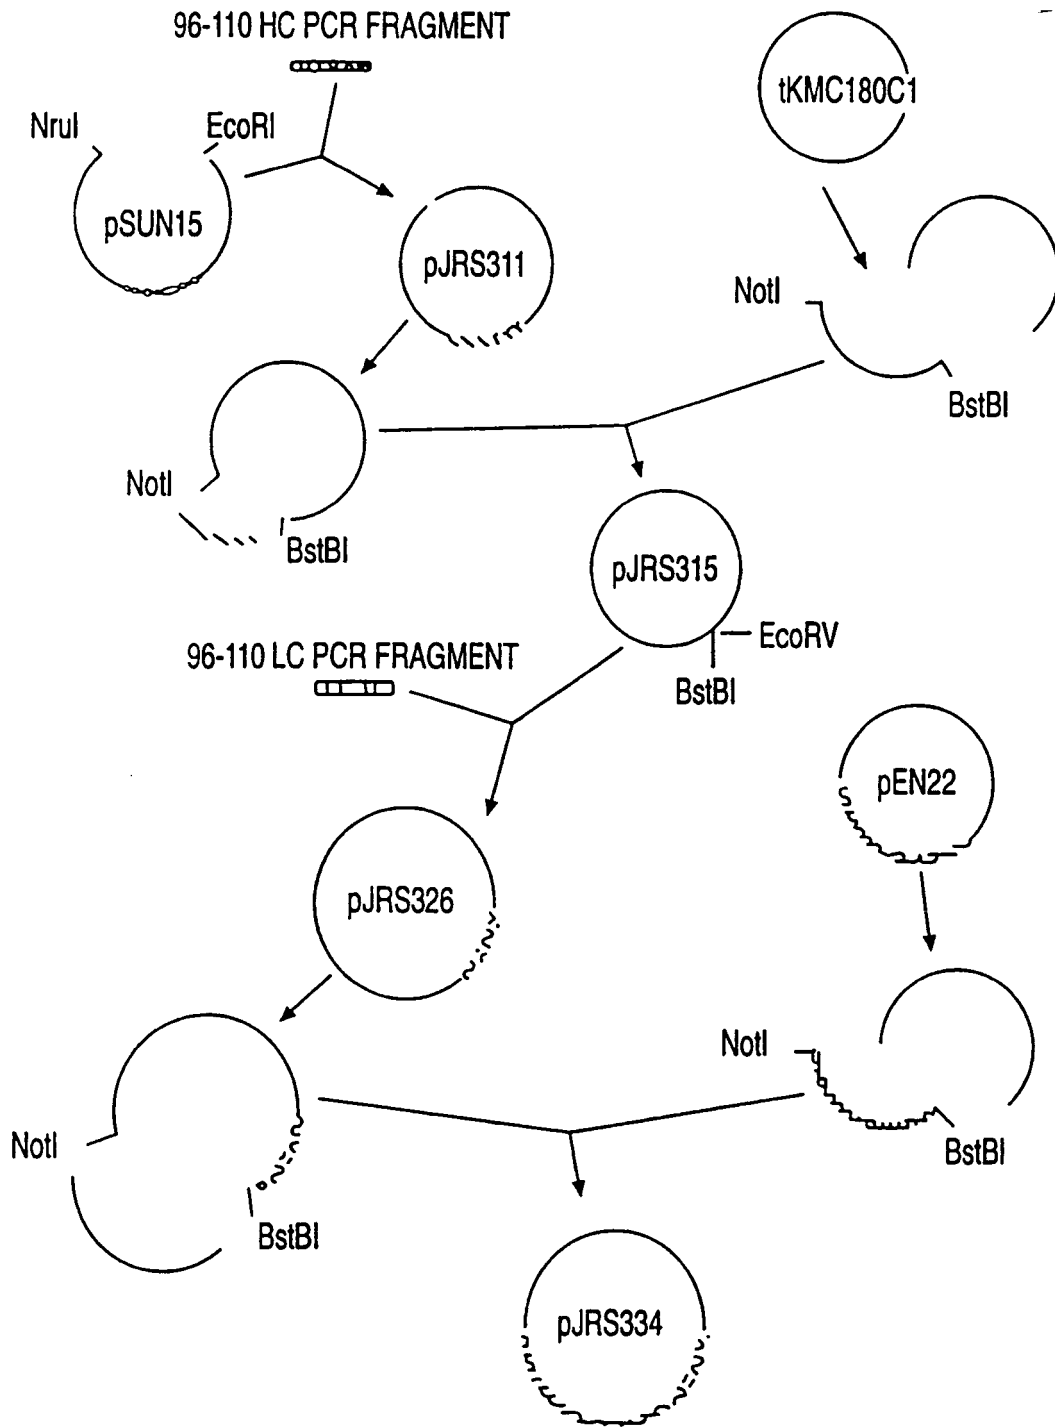 96-110 HC PCR FRAGMENT
tKMC180C1
NruI
EcoRI
pSUN15
pJRS311
NotI
BstBI
NotI
BstBI
pJRS315
EcoRV
BstBI
96-110 LC PCR FRAGMENT
pEN22
pJRS326
NotI
BstBI
NotI
BstBI
pJRS334